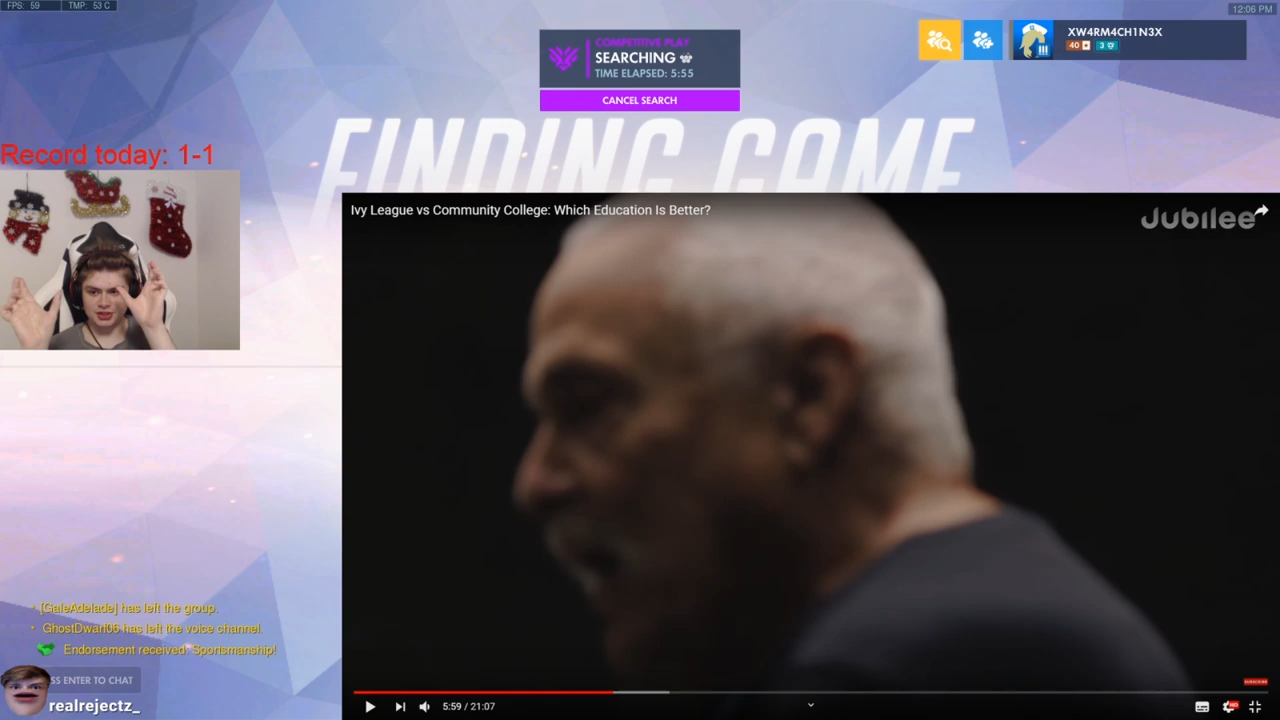 FPS: 59 TMP: 53 C
12:06 PM
COMPETITIVE PLAY
SEARCHING
TIME ELAPSED: 5:55
CANCEL SEARCH
XW4RM4CH1N3X
40 3
FINDING GAME
Record today: 1-1
Ivy League vs Community College: Which Education Is Better?
Jubilee
[GaleAdelade] has left the group.
GhostDwarf06 has left the voice channel.
Endorsement received: Sportsmanship!
SS ENTER TO CHAT
realrejectz_
SUBSCRIBE
5:59 / 21:07
HD